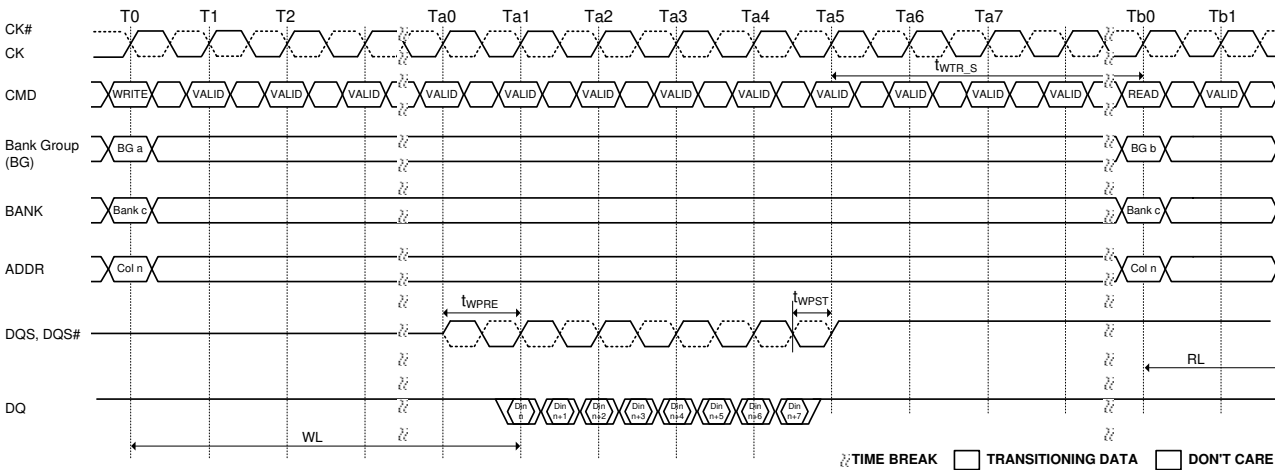 T0 T1 T2 Ta0 Ta1 Ta2 Ta3 Ta4 Ta5 Ta6 Ta7 Tb0 Tb1
CK#
CK
tWTR_S
CMD WRITE VALID VALID VALID VALID VALID VALID VALID VALID VALID VALID VALID VALID READ VALID
Bank Group
(BG) BG a BG b
BANK Bank c Bank c
ADDR Col n Col n
tWPRE tWPST
DQS, DQS#
RL
DQ Din n Din n+1 Din n+2 Din n+3 Din n+4 Din n+5 Din n+6 Din n+7
WL
TIME BREAK TRANSITIONING DATA DON'T CARE